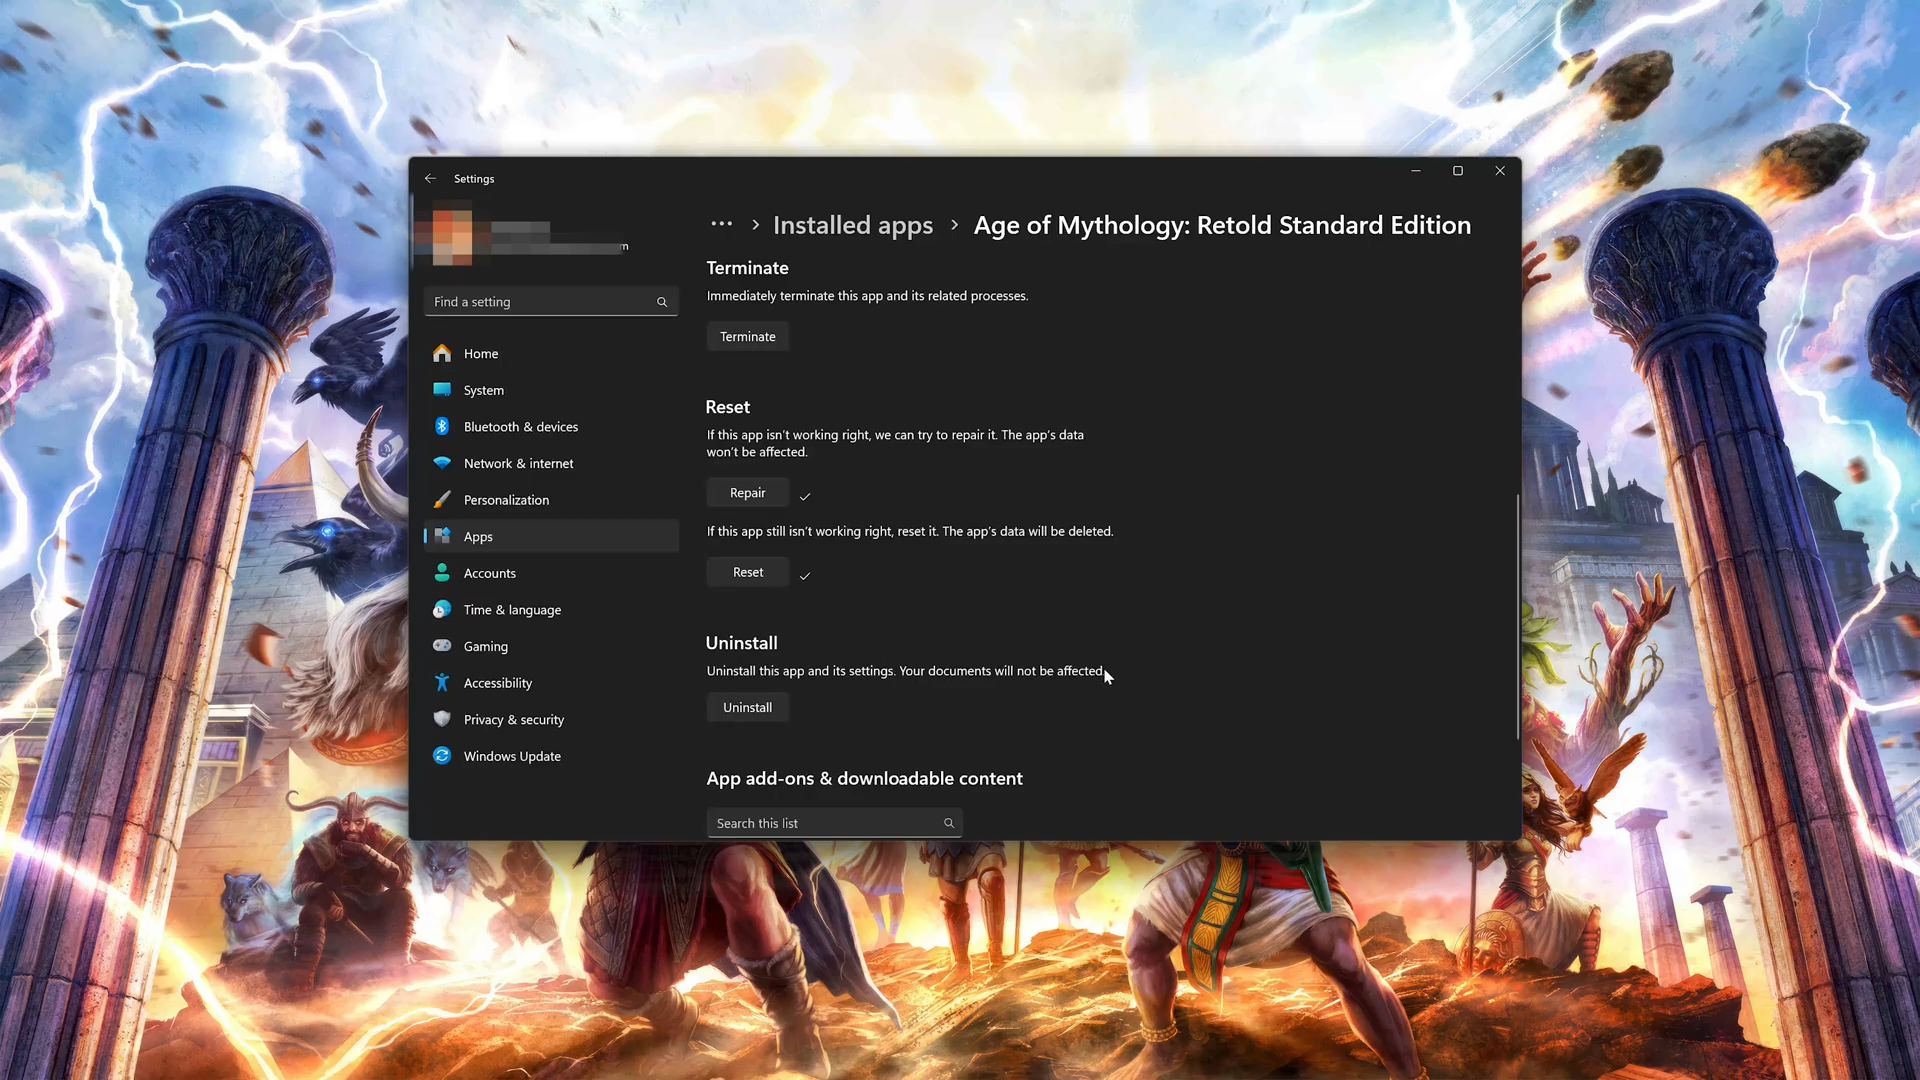 Settings
m
Find a setting
Home
System
Bluetooth & devices
Network & internet
Personalization
Apps
Accounts
Time & language
Gaming
Accessibility
Privacy & security
Windows Update
··· > Installed apps > Age of Mythology: Retold Standard Edition
Terminate
Immediately terminate this app and its related processes.
Terminate
Reset
If this app isn't working right, we can try to repair it. The app's data
won't be affected.
Repair
If this app still isn't working right, reset it. The app's data will be deleted.
Reset
Uninstall
Uninstall this app and its settings. Your documents will not be affected.
Uninstall
App add-ons & downloadable content
Search this list